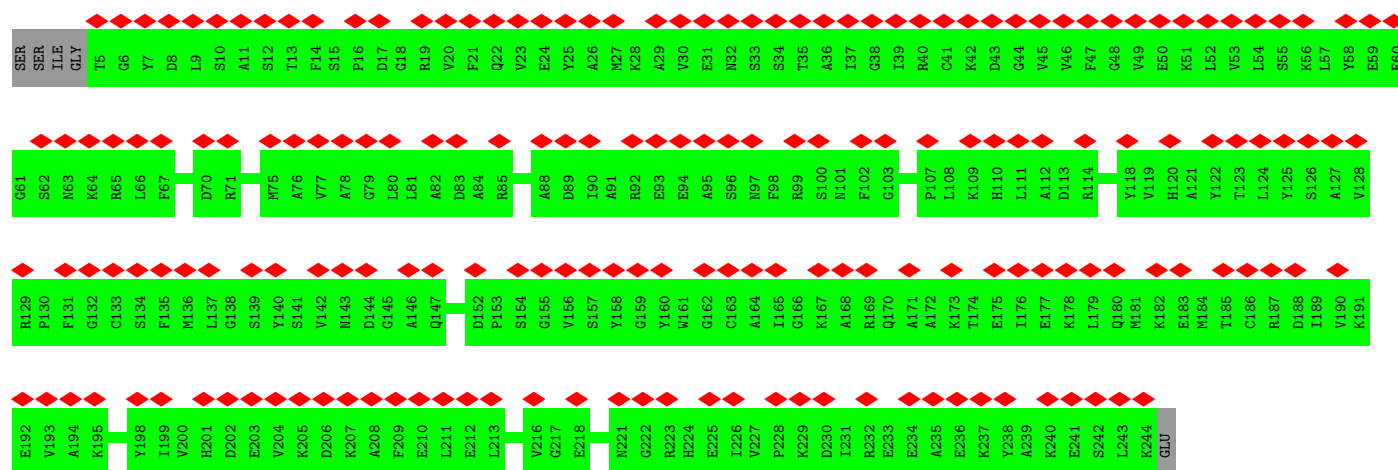 SER SER ILE GLY T5 G6 Y7 D8 L9 S10 A11 S12 T13 F14 S15 P16 D17 G18 R19 V20 F21 Q22 V23 E24 Y25 A26 M27 K28 A29 V30 E31 N32 S33 S34 T35 A36 I37 G38 I39 R40 C41 K42 D43 G44 V45 V46 F47 G48 V49 E50 K51 L52 V53 L54 S55 K56 L57 Y58 E59 E60
G61 S62 N63 K64 R65 L66 F67 D70 R71 M75 A76 V77 A78 G79 L80 L81 A82 D83 A84 R85 A88 D89 I90 A91 R92 E93 E94 A95 S96 N97 F98 R99 S100 N101 F102 G103 P107 L108 K109 H110 L111 A112 D113 R114 Y118 V119 H120 A121 Y122 T123 L124 Y125 S126 A127 V128
R129 P130 F131 G132 C133 S134 F135 M136 L137 G138 S139 Y140 S141 V142 N143 D144 G145 A146 Q147 D152 P153 S154 G155 V156 S157 Y158 G159 Y160 W161 G162 C163 A164 I165 G166 K167 A168 R169 Q170 A171 A172 K173 T174 E175 I176 E177 K178 L179 Q180 M181 K182 E183 M184 T185 C186 R187 D188 I189 V190 K191
E192 V193 A194 K195 Y198 I199 V200 H201 D202 E203 V204 K205 D206 K207 A208 F209 E210 L211 E212 L213 V216 G217 E218 N221 G222 R223 H224 E225 I226 V227 P228 K229 D230 I231 R232 E233 E234 A235 E236 K237 Y238 A239 K240 E241 S242 L243 K244 GLU